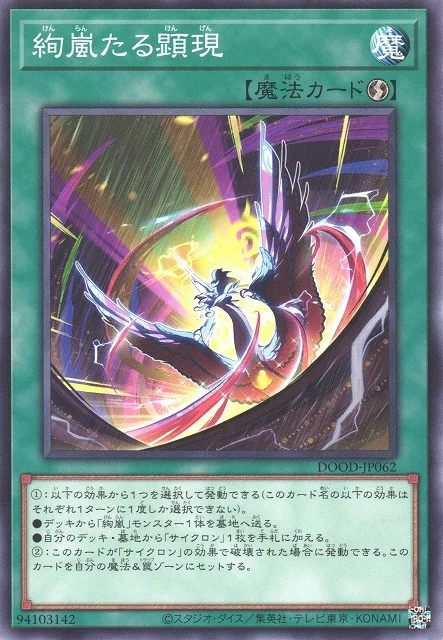 絢嵐たる顕現
魔
【魔法カード】
DOOD-JP062
①：以下の効果から1つを選択して発動できる(このカード名の以下の効果は
それぞれ1ターンに1度しか選択できない)。
●デッキから「絢嵐」モンスター1体を墓地へ送る。
●自分のデッキ・墓地から「サイクロン」1枚を手札に加える。
②：このカードが「サイクロン」の効果で破壊された場合に発動できる。この
カードを自分の魔法&罠ゾーンにセットする。
94103142
©スタジオ・ダイス／集英社・テレビ東京・KONAMI